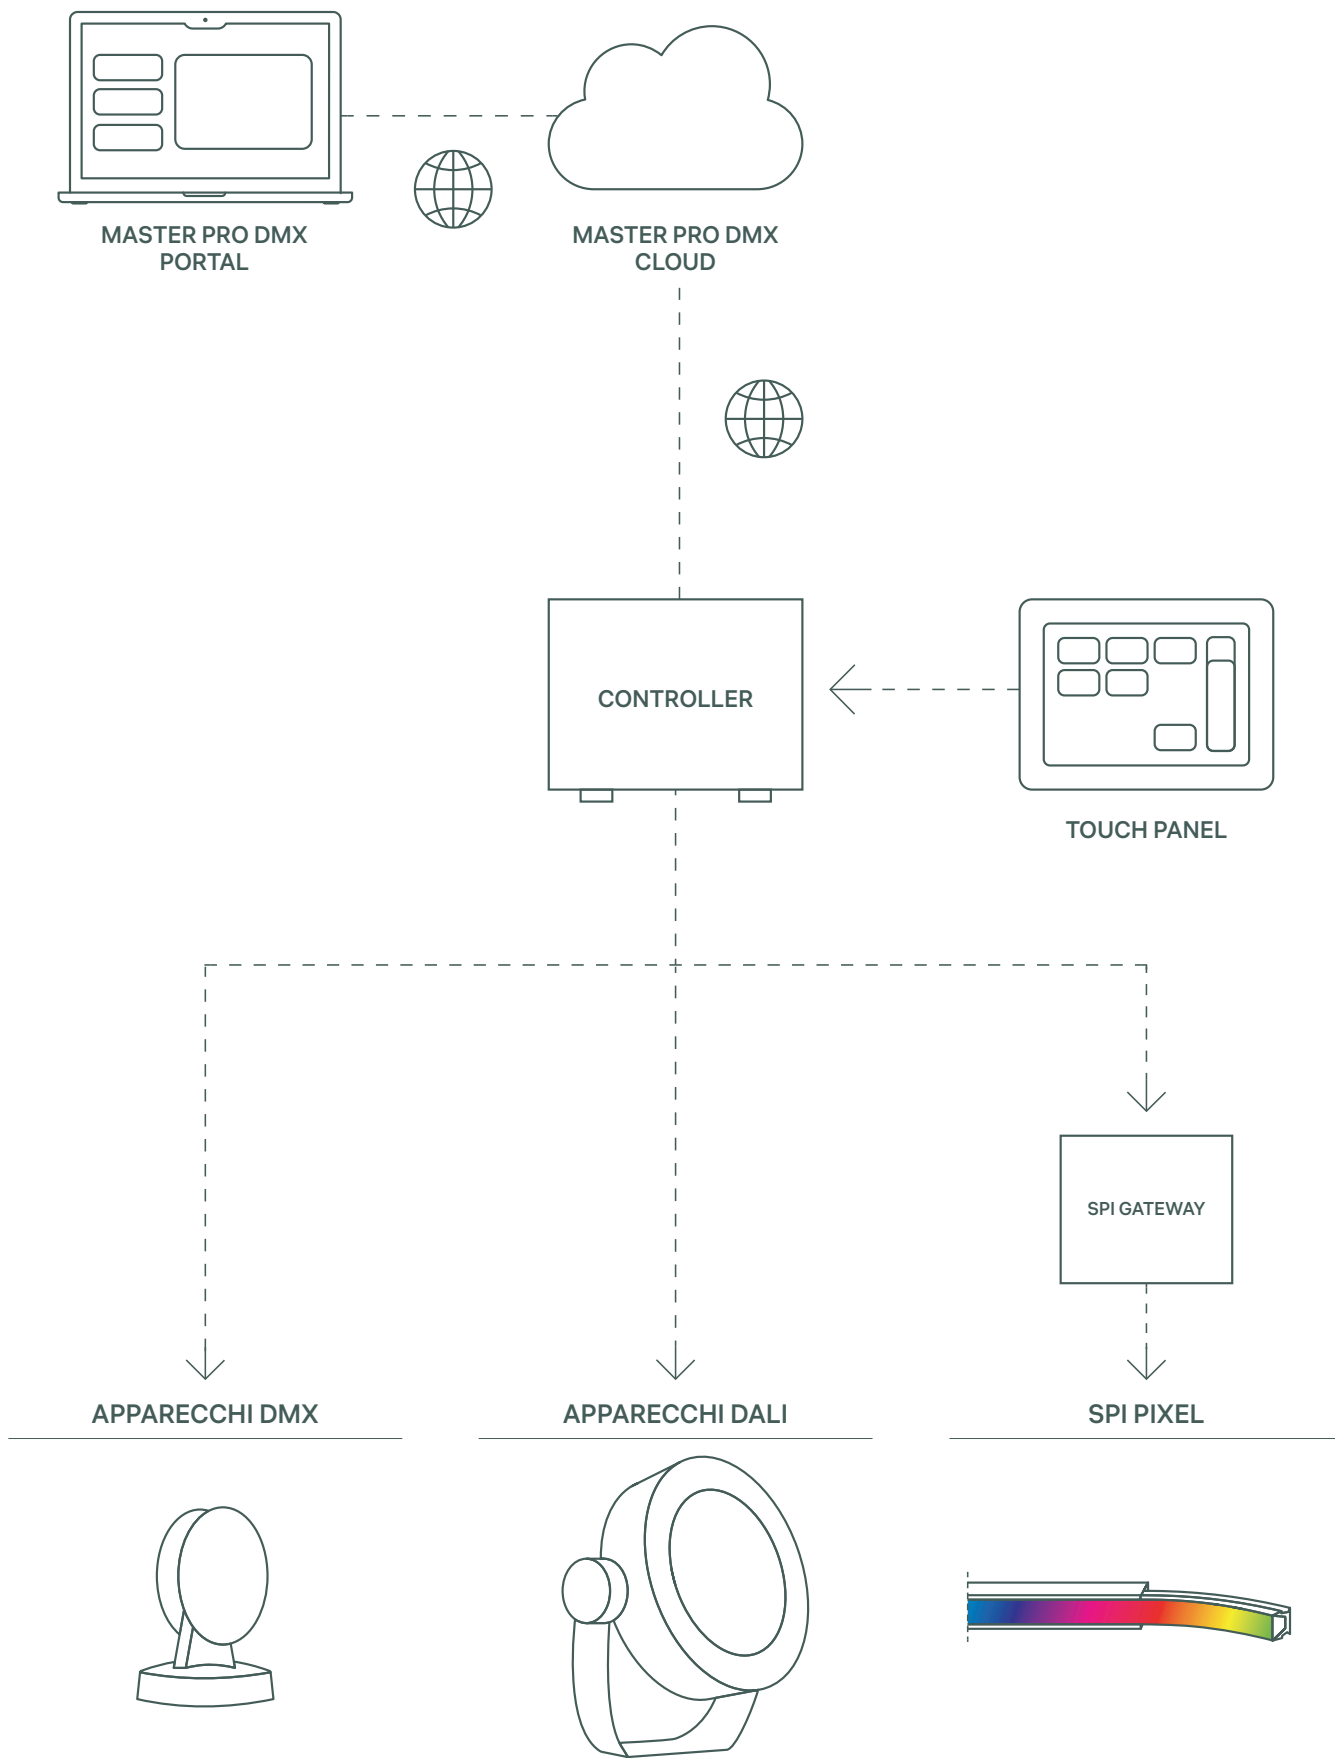 MASTER PRO DMX
PORTAL
MASTER PRO DMX
CLOUD
CONTROLLER
TOUCH PANEL
SPI GATEWAY
APPARECCHI DMX
APPARECCHI DALI
SPI PIXEL